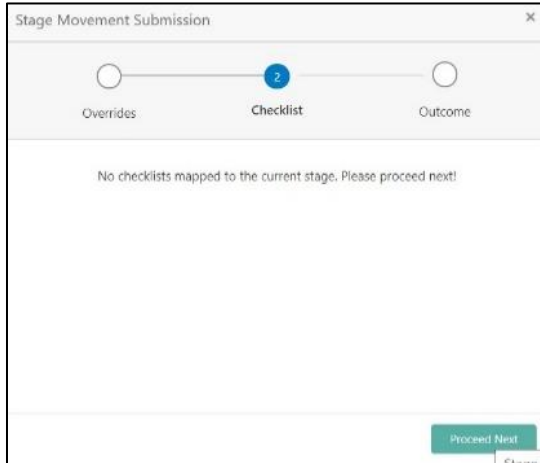 Stage Movement Submission ×
2
Overrides Checklist Outcome
No checklists mapped to the current stage. Please proceed next!
Proceed Next